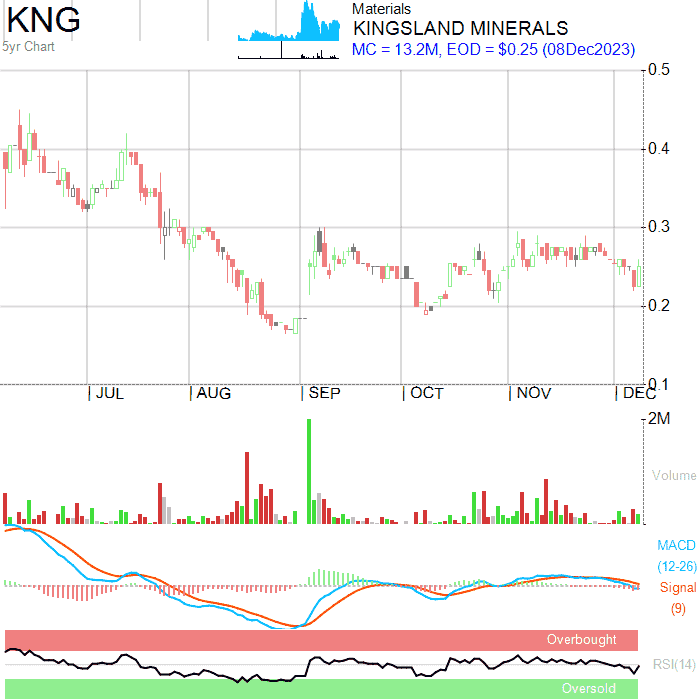 KNG
5yr Chart
Materials
KINGSLAND MINERALS
MC = 13.2M, EOD = $0.25 (08Dec2023)
0.5
0.4
0.3
0.2
0.1
JUL AUG SEP OCT NOV DEC
2M
Volume
MACD
(12-26)
Signal
(9)
Overbought
RSI(14)
Oversold